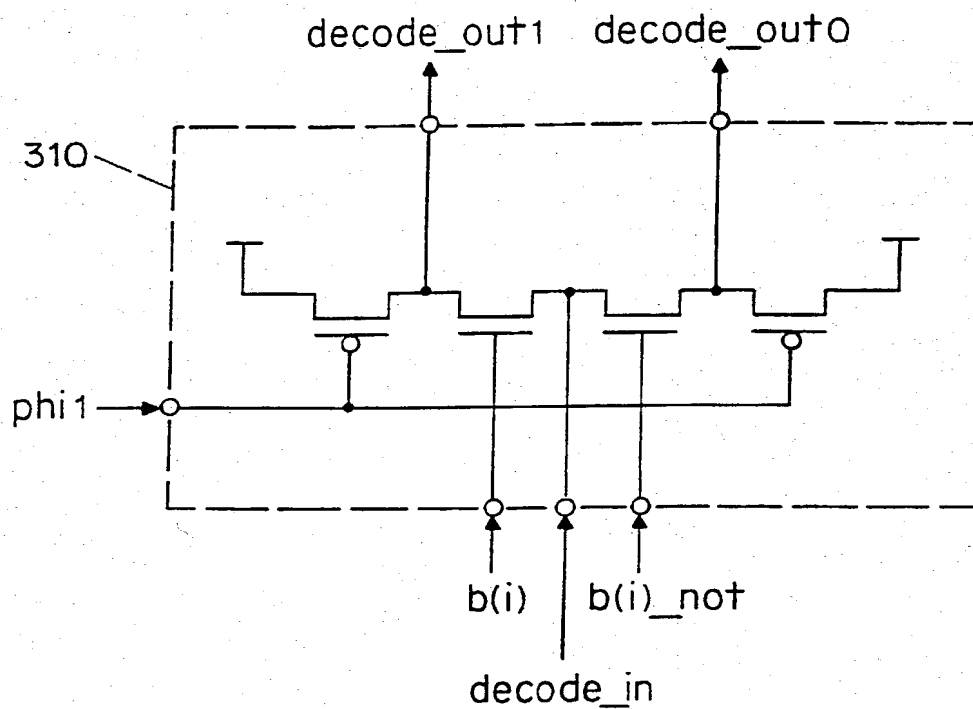 decode_out1 decode_out0
310
phi1
b(i) b(i)_not
decode_in